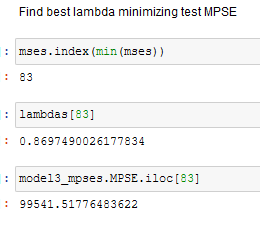 Find best lambda minimizing test MPSE
: mses.index(min(mses))
: 83
: lambdas[83]
: 0.8697490026177834
: model3_mpses.MPSE.iloc[83]
: 99541.51776483622